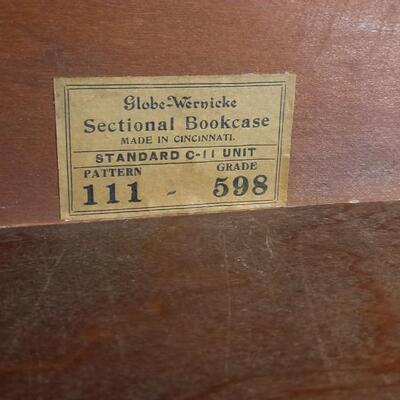 Globe-Wernicke
Sectional Bookcase
MADE IN CINCINNATI.
STANDARD C-11 UNIT
PATTERN GRADE
111 - 598